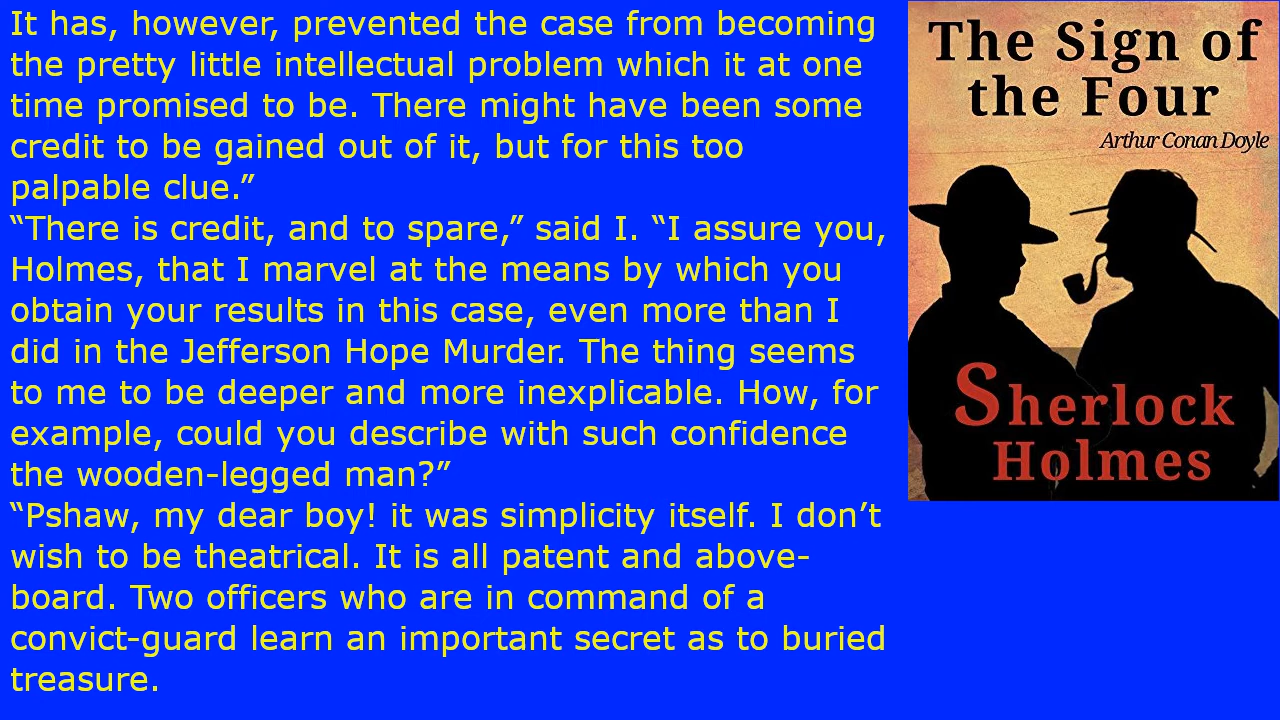 It has, however, prevented the case from becoming
the pretty little intellectual problem which it at one
time promised to be. There might have been some
credit to be gained out of it, but for this too
palpable clue.”
“There is credit, and to spare,” said I. “I assure you,
Holmes, that I marvel at the means by which you
obtain your results in this case, even more than I
did in the Jefferson Hope Murder. The thing seems
to me to be deeper and more inexplicable. How, for
example, could you describe with such confidence
the wooden-legged man?”
“Pshaw, my dear boy! it was simplicity itself. I don’t
wish to be theatrical. It is all patent and above-
board. Two officers who are in command of a
convict-guard learn an important secret as to buried
treasure.
The Sign of
the Four
Arthur Conan Doyle
Sherlock
Holmes